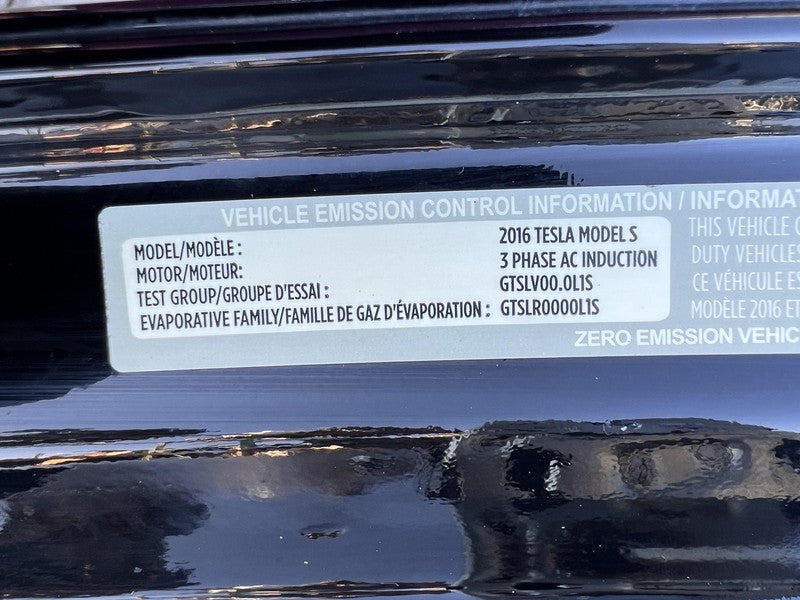 VEHICLE EMISSION CONTROL INFORMATION / INFORMAT
MODEL/MODÈLE : 2016 TESLA MODEL S
MOTOR/MOTEUR: 3 PHASE AC INDUCTION
TEST GROUP/GROUPE D'ESSAI : GTSLV00.0L1S
EVAPORATIVE FAMILY/FAMILLE DE GAZ D'ÉVAPORATION : GTSLR0000L1S
THIS VEHICLE C
DUTY VEHICLES
CE VÉHICULE ES
MODÈLE 2016 ET
ZERO EMISSION VEHIC